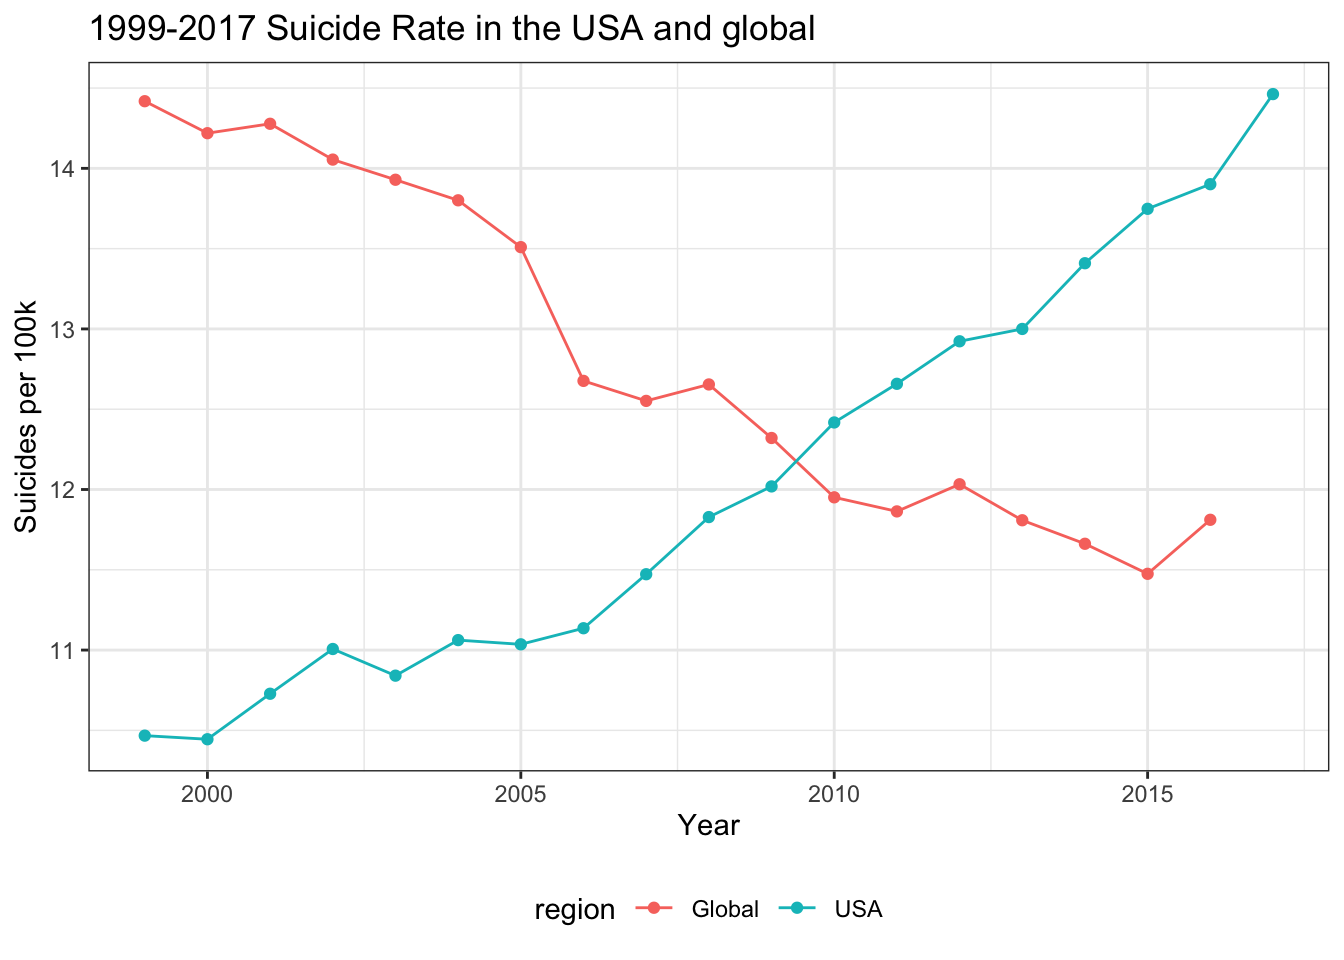 1999-2017 Suicide Rate in the USA and global
Suicides per 100k
14
13
12
11
2000 2005 2010 2015
Year
region Global USA